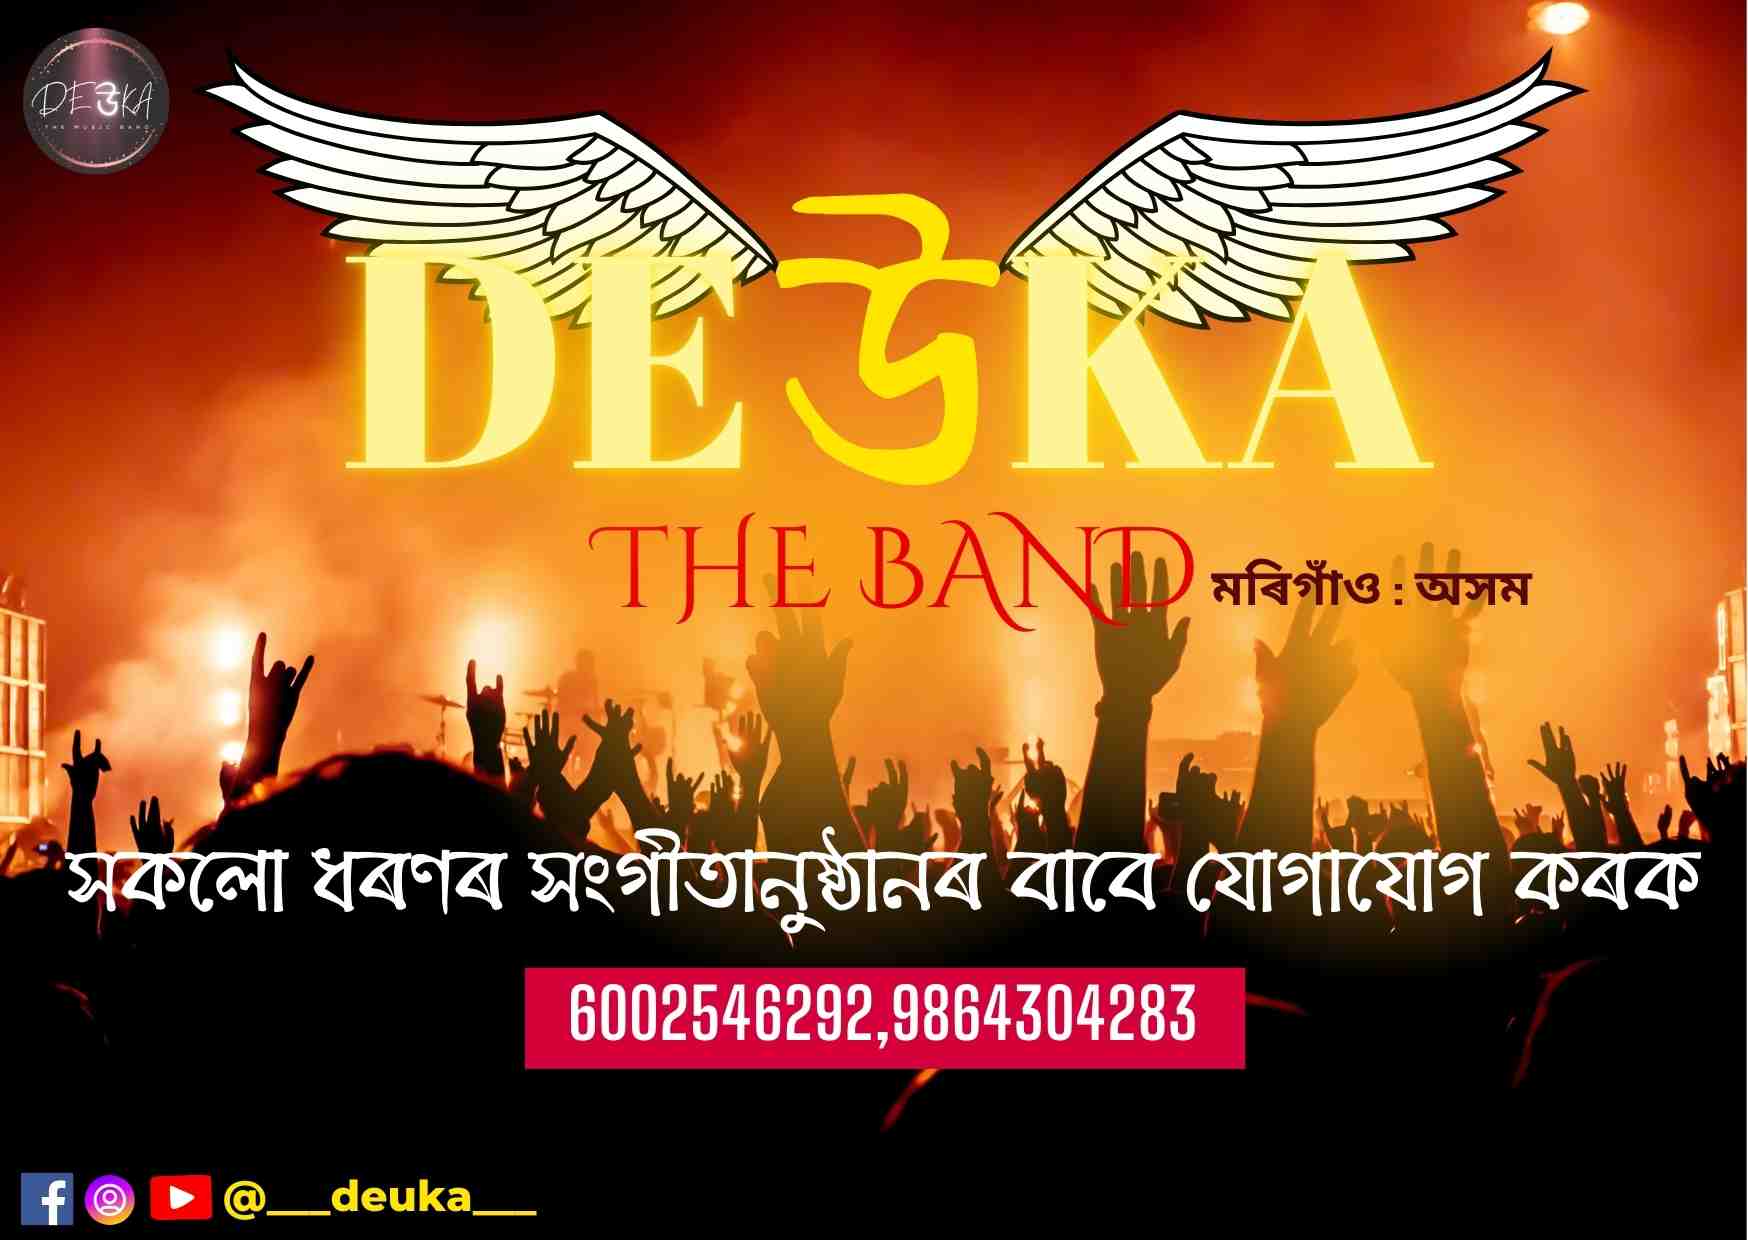 DEউKA
THE MUSIC BAND
DEউKA
THE BAND
মৰিগাঁও : অসম
সকলো ধৰণৰ সংগীতানুষ্ঠানৰ বাবে যোগাযোগ কৰক
6002546292,9864304283
@___deuka___